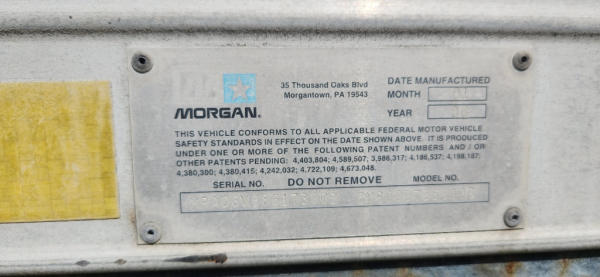 35 Thousand Oaks Blvd
Morgantown, PA 19543
MORGAN.
DATE MANUFACTURED
MONTH
YEAR
THIS VEHICLE CONFORMS TO ALL APPLICABLE FEDERAL MOTOR VEHICLE
SAFETY STANDARDS IN EFFECT ON THE DATE SHOWN ABOVE. IT IS PRODUCED
UNDER ONE OR MORE OF THE FOLLOWING PATENT NUMBERS AND / OR
OTHER PATENTS PENDING: 4,403,804; 4,589,507; 3,986,317; 4,186,537; 4,198,187;
4,380,300; 4,380,415; 4,242,032; 4,722,109; 4,673,048.
SERIAL NO. DO NOT REMOVE MODEL NO.